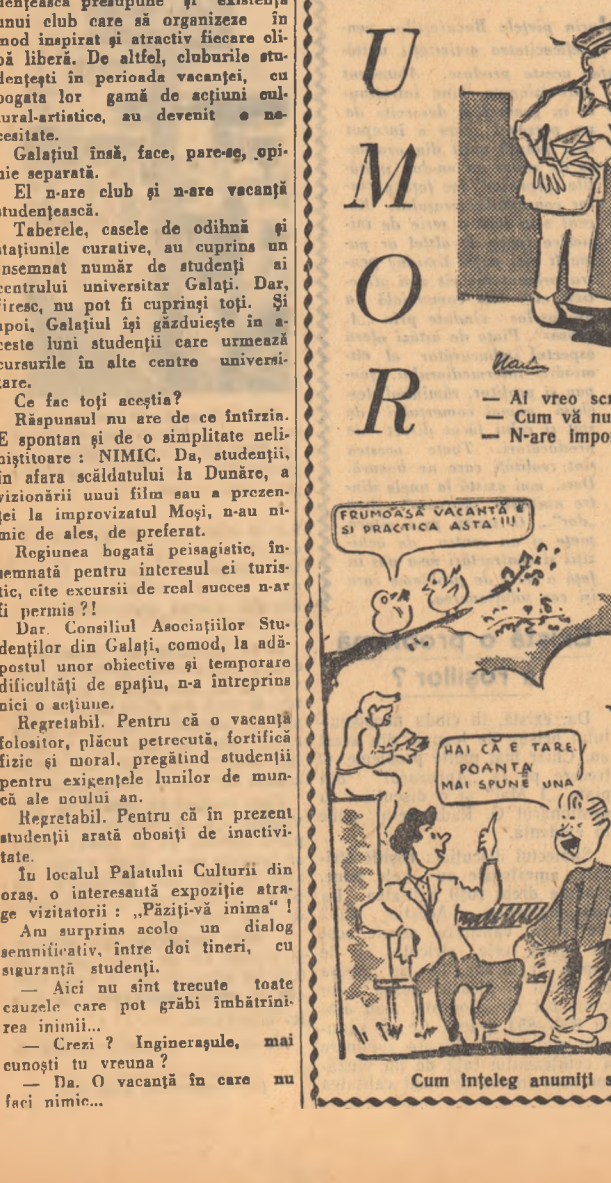 dențească presupune și existența
unui club care să organizeze în
mod inspirat și atractiv fiecare cli-
pă liberă. De altfel, cluburile stu-
dențești în perioada vacanței, cu
bogata lor gamă de acțiuni cul-
tural-artistice, au devenit o ne-
cesitate.
Galațiul însă, face, pare-se, opi-
nie separată.
El n-are club și n-are vacanță
studențească.
Taberele, casele de odihnă și
stațiunile curative, au cuprins un
însemnat număr de studenți ai
centrului universitar Galați. Dar,
firesc, nu pot fi cuprinși toți. Și
apoi, Galațiul își găzduiește în a-
ceste luni studenții care urmează
cursurile în alte centre universi-
tare.
Ce fac toți aceștia?
Răspunsul nu are de ce întîrzia.
E spontan și de o simplitate neli-
niștitoare : NIMIC. Da, studenții,
în afara scăldatului la Dunăre, a
vizionării unui film sau a prezen-
ței la improvizatul Moși, n-au ni-
mic de ales, de preferat.
Regiunea bogată peisagistic, în-
semnată pentru interesul ei turis-
tic, cîte excursii de real succes n-ar
fi permis ?!
Dar Consiliul Asociațiilor Stu-
denților din Galați, comod, la adă-
postul unor obiective și temporare
dificultăți de spațiu, n-a întreprins
nici o acțiune.
Regretabil. Pentru că o vacanță
folositor, plăcut petrecută, fortifică
fizic și moral, pregătind studenții
pentru exigențele lunilor de mun-
că ale noului an.
Regretabil. Pentru că în prezent
studenții arată obosiți de inactivi-
tate.
În localul Palatului Culturii din
oraș, o interesantă expoziție atra-
ge vizitatorii : „Păziți-vă inima“ !
Am surprins acolo un dialog
semnificativ, între doi tineri, cu
siguranță studenți.
— Aici nu sînt trecute toate
cauzele care pot grăbi îmbătrîni-
rea inimii...
— Crezi ? Inginerașule, mai
cunoști tu vreuna ?
— Da. O vacanță în care nu
faci nimic...
U
M
O
R
— Ai vreo scr
— Cum vă nu
— N-are impo
FRUMOASĂ VACANȚĂ E
ȘI PRACTICA ASTA !!!
HAI CĂ E TARE
POANTA
MAI SPUNE UNA
Cum înțeleg anumiți s